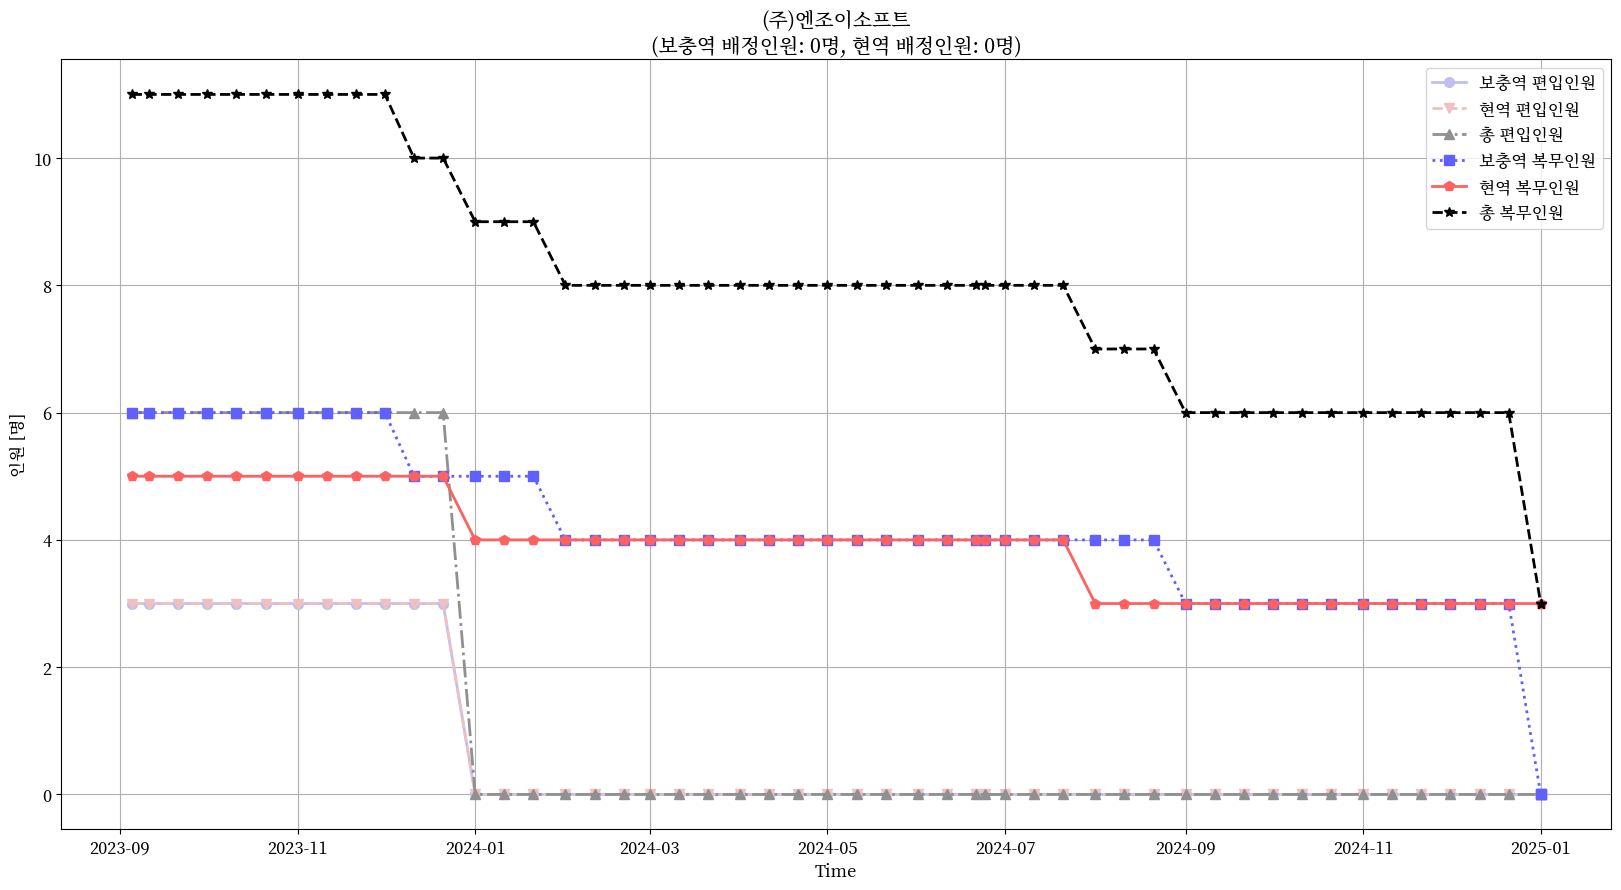 (주)엔조이소프트
(보충역 배정인원: 0명, 현역 배정인원: 0명)
보충역 편입인원
현역 편입인원
총 편입인원
보충역 복무인원
현역 복무인원
총 복무인원
인원 [명]
10
8
6
4
2
0
2023-09 2023-11 2024-01 2024-03 2024-05 2024-07 2024-09 2024-11 2025-01
Time